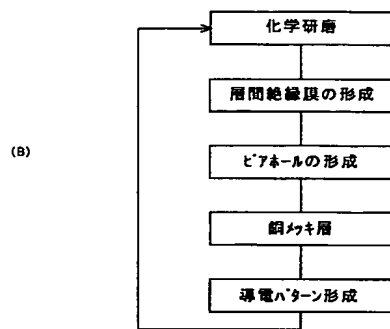 化学研磨
層間絶縁膜の形成
(B)
ビアホールの形成
銅メッキ層
導電パターン形成